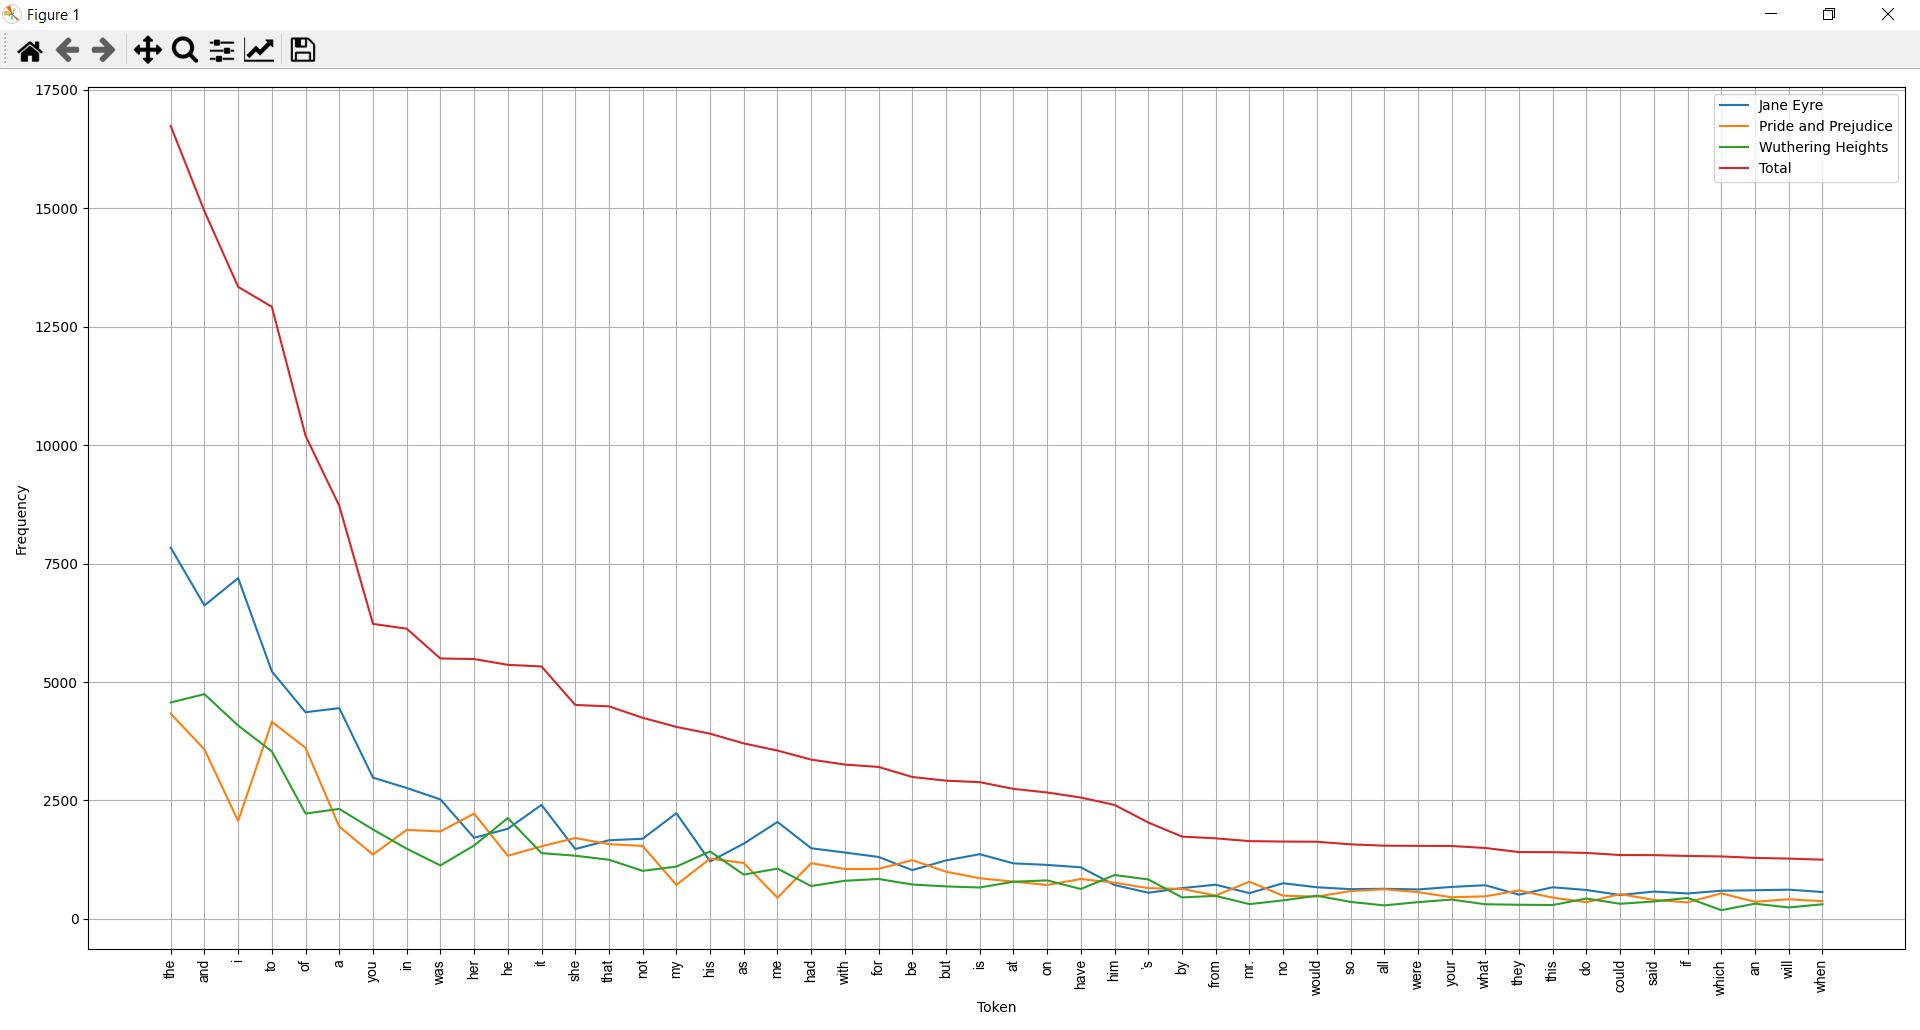 Figure 1
17500
15000
12500
10000
7500
5000
2500
0
Frequency
Jane Eyre
Pride and Prejudice
Wuthering Heights
Total
the
and
i
to
of
a
you
in
was
her
he
it
she
that
not
my
his
as
me
had
with
for
be
but
is
at
on
have
him
's
by
from
mr.
no
would
so
all
were
your
what
they
this
do
could
said
if
which
an
will
when
Token